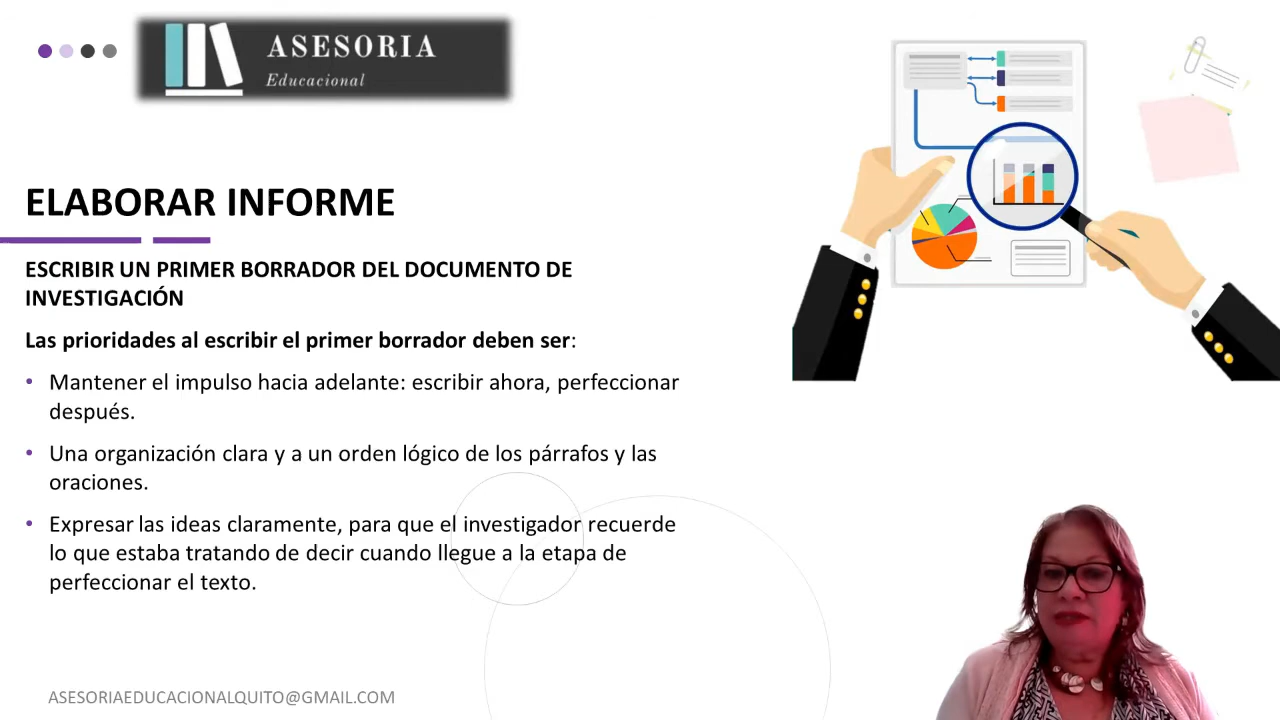 ASESORIA
Educacional
ELABORAR INFORME
ESCRIBIR UN PRIMER BORRADOR DEL DOCUMENTO DE
INVESTIGACIÓN
Las prioridades al escribir el primer borrador deben ser:
• Mantener el impulso hacia adelante: escribir ahora, perfeccionar
después.
• Una organización clara y a un orden lógico de los párrafos y las
oraciones.
• Expresar las ideas claramente, para que el investigador recuerde
lo que estaba tratando de decir cuando llegue a la etapa de
perfeccionar el texto.
ASESORIAEDUCACIONALQUITO@GMAIL.COM